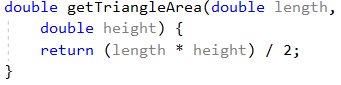 double getTriangleArea(double length,
    double height) {
    return (length * height) / 2;
}